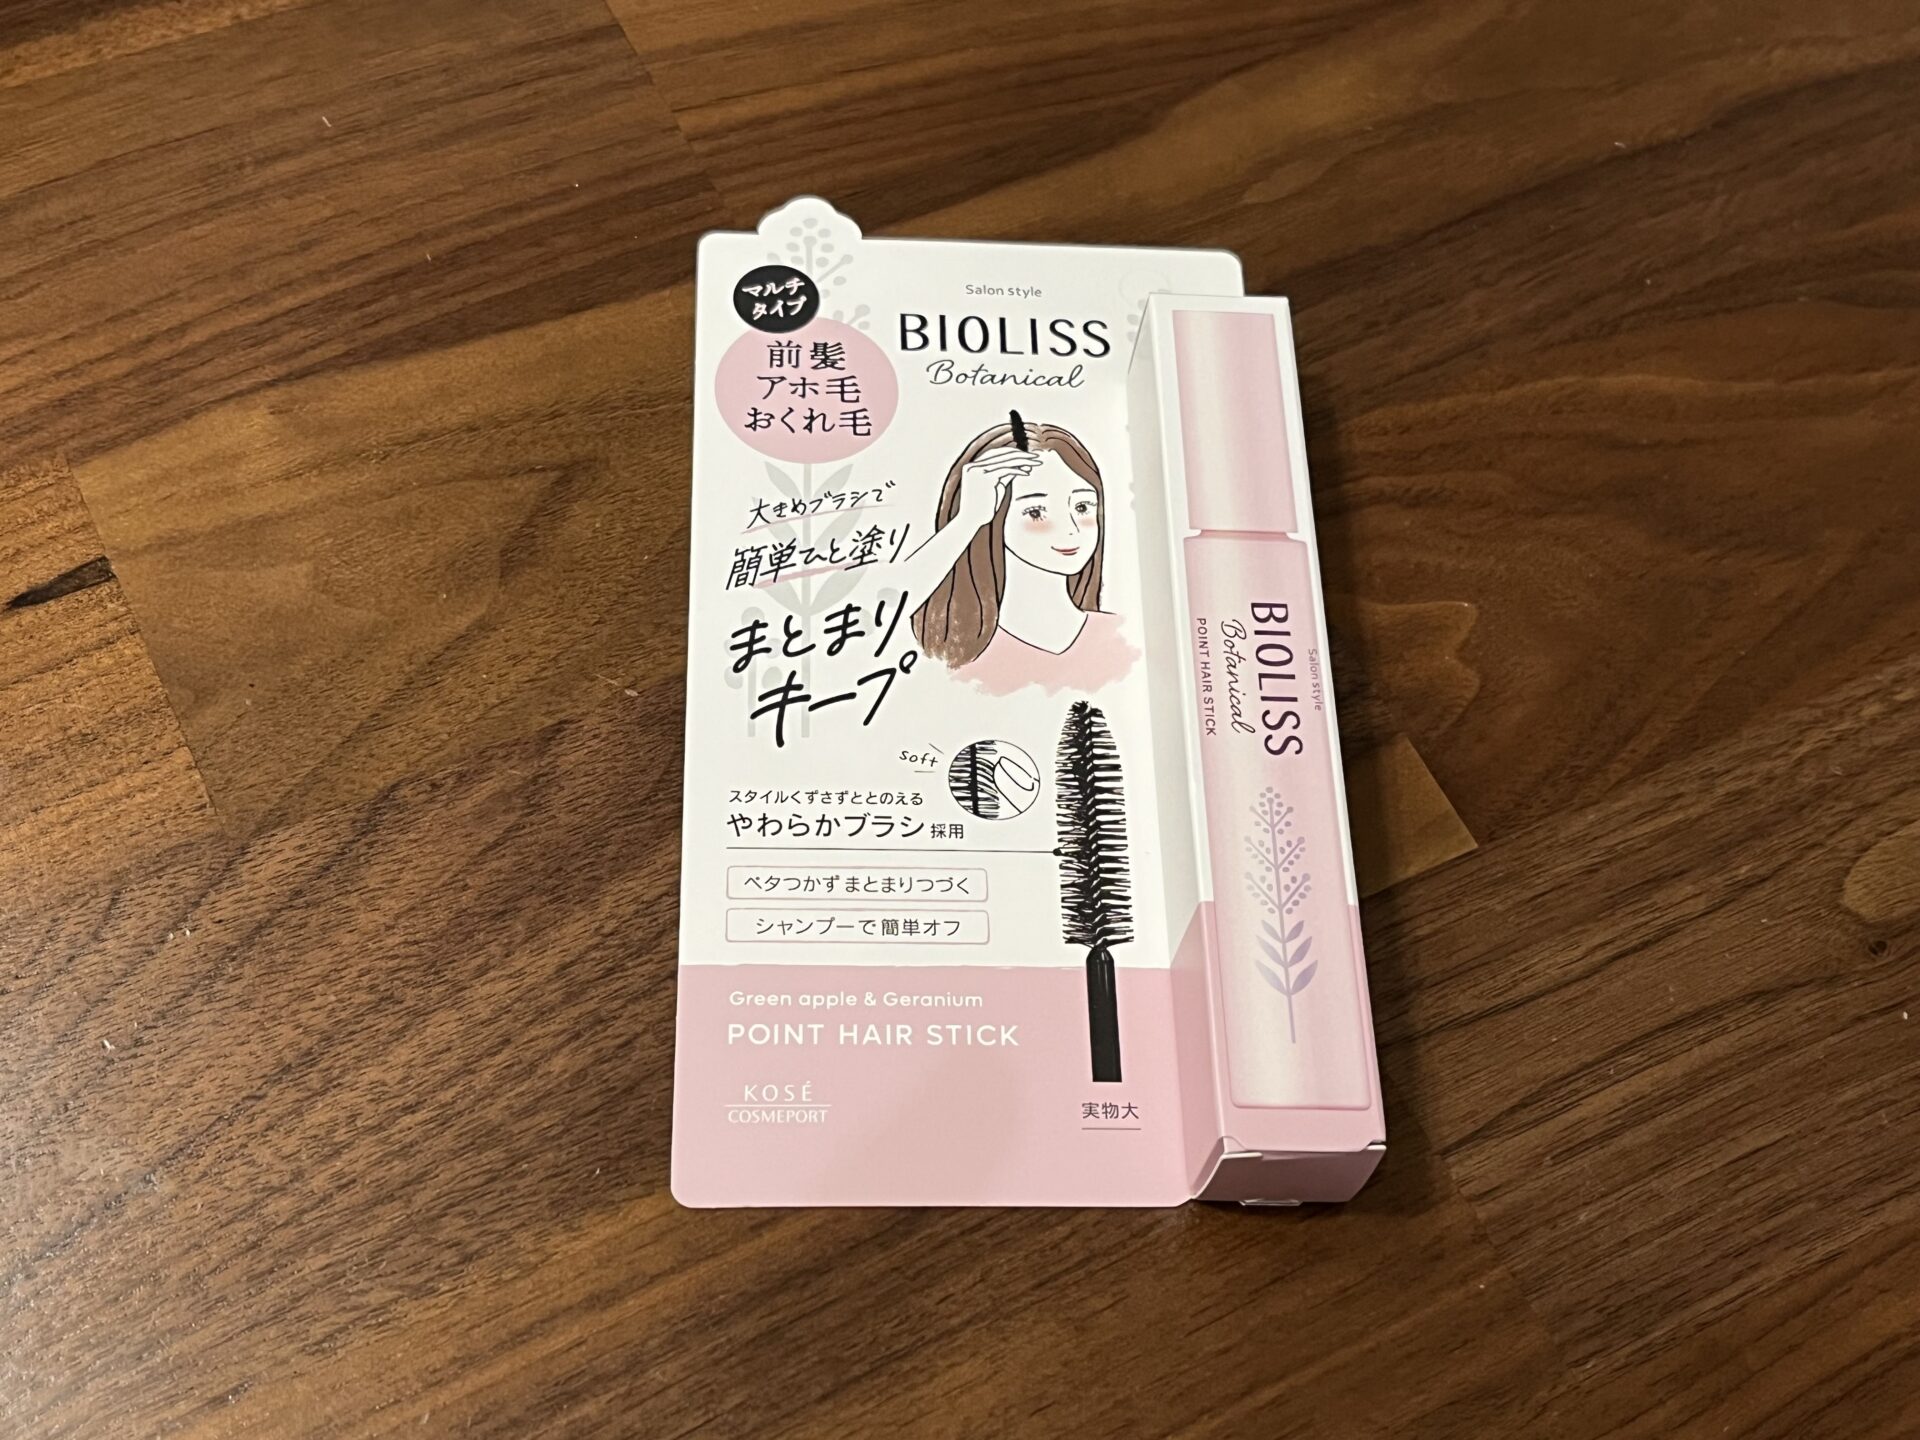 マルチ
タイプ
前髪
アホ毛
おくれ毛
Salon style
BIOLISS
Botanical
大きめブラシで
簡単ひと塗り
まとまり
キープ
soft
スタイルくずさずととのえる
やわらかブラシ採用
ベタつかずまとまりつづく
シャンプーで簡単オフ
Green apple & Geranium
POINT HAIR STICK
KOSÉ
COSMEPORT
実物大
Salon style
BIOLISS
Botanical
POINT HAIR STICK